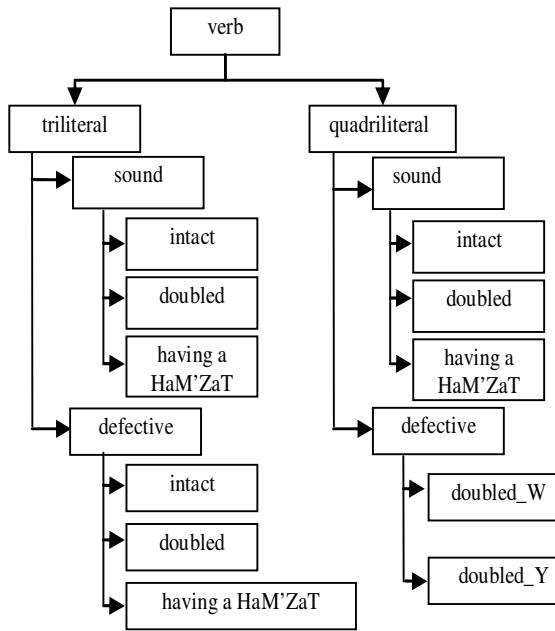 verb
triliteral
sound
intact
doubled
having a
HaM'ZaT
defective
intact
doubled
having a HaM'ZaT
quadriliteral
sound
intact
doubled
having a
HaM'ZaT
defective
doubled_W
doubled_Y